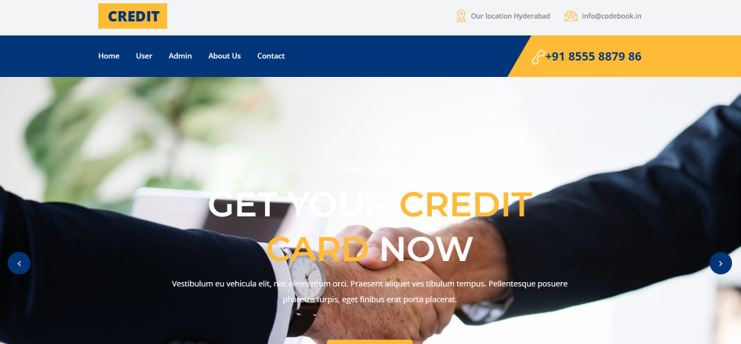 CREDIT
Our location Hyderabad
info@codebook.in
Home User Admin About Us Contact
+91 8555 8879 86
GET YOUR CREDIT
CARD NOW
Vestibulum eu vehicula elit, nec elementum orci. Praesent aliquet ves tibulum tempus. Pellentesque posuere
pharetra turpis, eget finibus erat porta placerat.